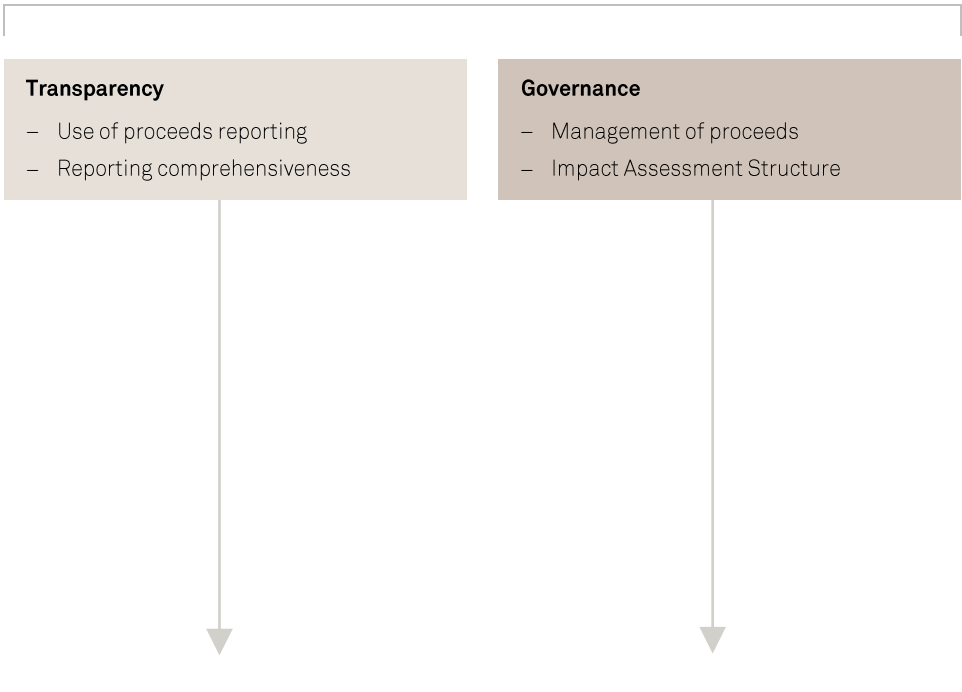 Transparency
– Use of proceeds reporting
– Reporting comprehensiveness
Governance
– Management of proceeds
– Impact Assessment Structure